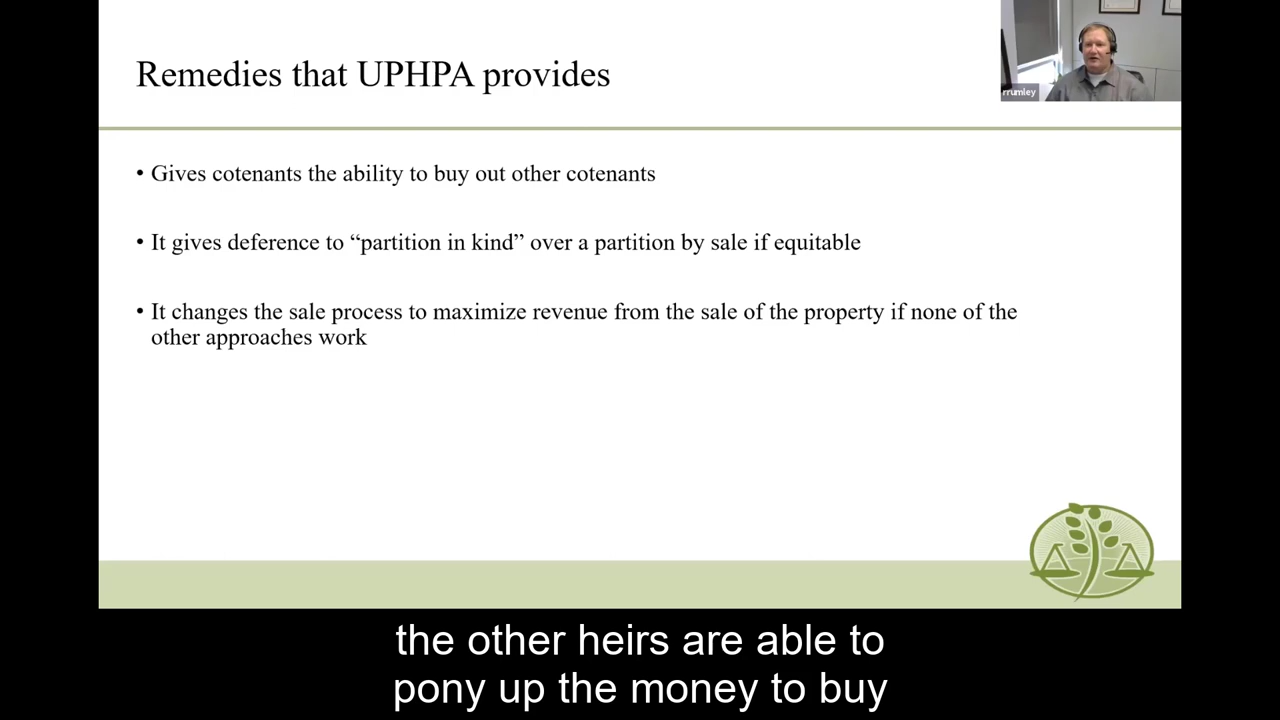 Remedies that UPHPA provides
rrumley
• Gives cotenants the ability to buy out other cotenants
• It gives deference to “partition in kind” over a partition by sale if equitable
• It changes the sale process to maximize revenue from the sale of the property if none of the
other approaches work
the other heirs are able to
pony up the money to buy